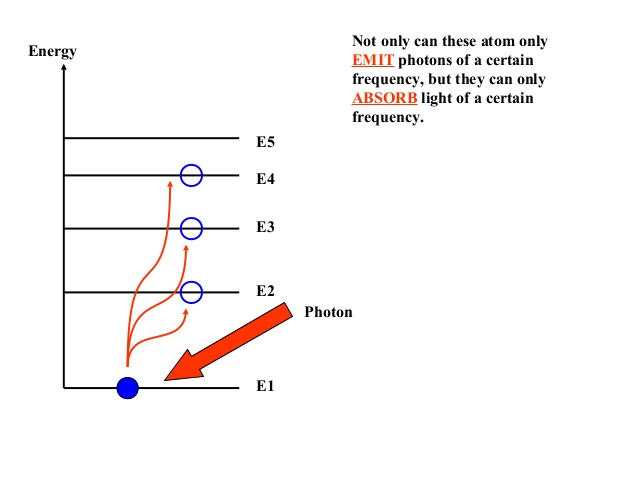 Energy
Not only can these atom only
EMIT photons of a certain
frequency, but they can only
ABSORB light of a certain
frequency.
E5
E4
E3
E2
Photon
E1